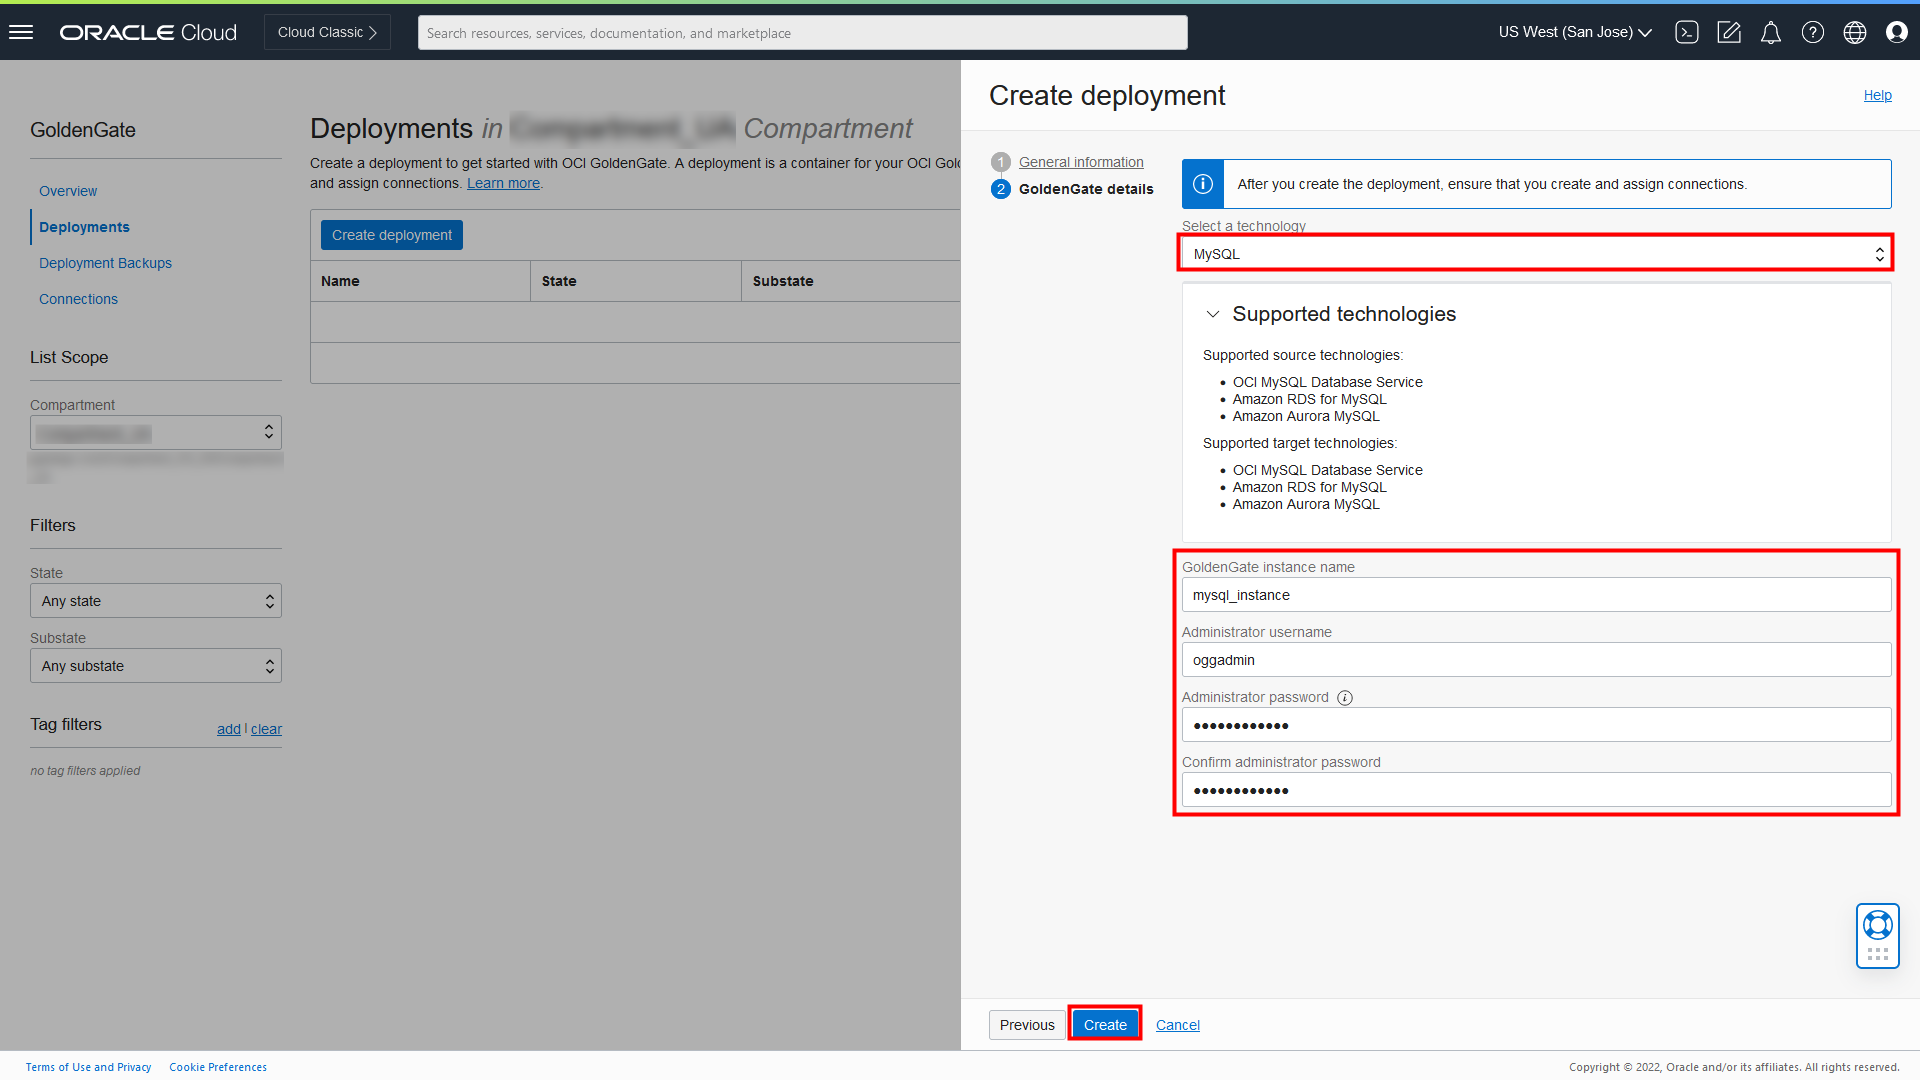 ORACLE Cloud
Cloud Classic
Search resources, services, documentation, and marketplace
US West (San Jose)
GoldenGate
Overview
Deployments
Deployment Backups
Connections
List Scope
Compartment
Filters
State
Any state
Substate
Any substate
Tag filters
add | clear
no tag filters applied
Deployments in Compartment_UA Compartment
Create a deployment to get started with OCI GoldenGate. A deployment is a container for your OCI Gol
and assign connections. Learn more.
Create deployment
Name
State
Substate
Create deployment
Help
1 General information
2 GoldenGate details
After you create the deployment, ensure that you create and assign connections.
Select a technology
MySQL
Supported technologies
Supported source technologies:
• OCI MySQL Database Service
• Amazon RDS for MySQL
• Amazon Aurora MySQL
Supported target technologies:
• OCI MySQL Database Service
• Amazon RDS for MySQL
• Amazon Aurora MySQL
GoldenGate instance name
mysql_instance
Administrator username
oggadmin
Administrator password
••••••••••••
Confirm administrator password
••••••••••••
Previous
Create
Cancel
Terms of Use and Privacy
Cookie Preferences
Copyright © 2022, Oracle and/or its affiliates. All rights reserved.